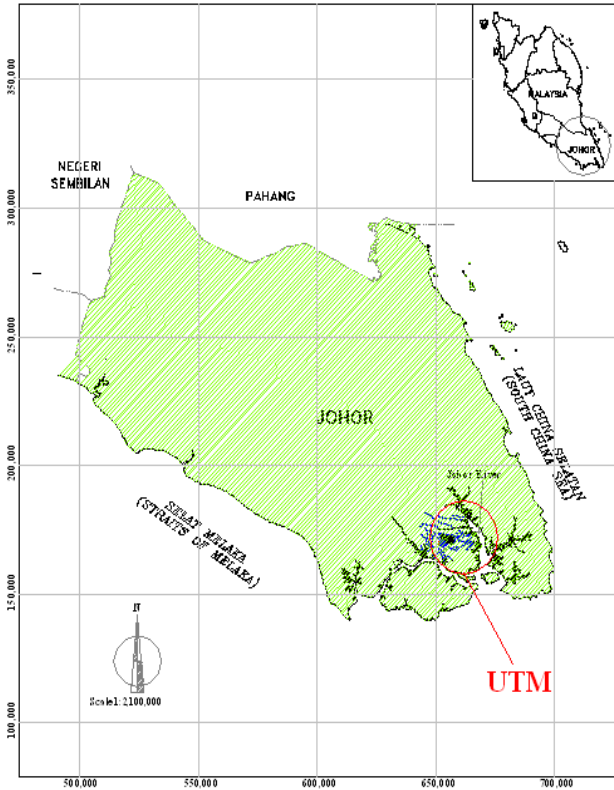 MALAYSIA
JOHOR
NEGERI
SEMBILAN
PAHANG
350,000
300,000
250,000
200,000
150,000
100,000
JOHOR
LAUT CHINA SELATAN
(SOUTH CHINA SEA)
Johor River
SELAT MELAKA
(STRAITS OF MELAKA)
N
Scale1:2,100,000
UTM
500,000
550,000
600,000
650,000
700,000